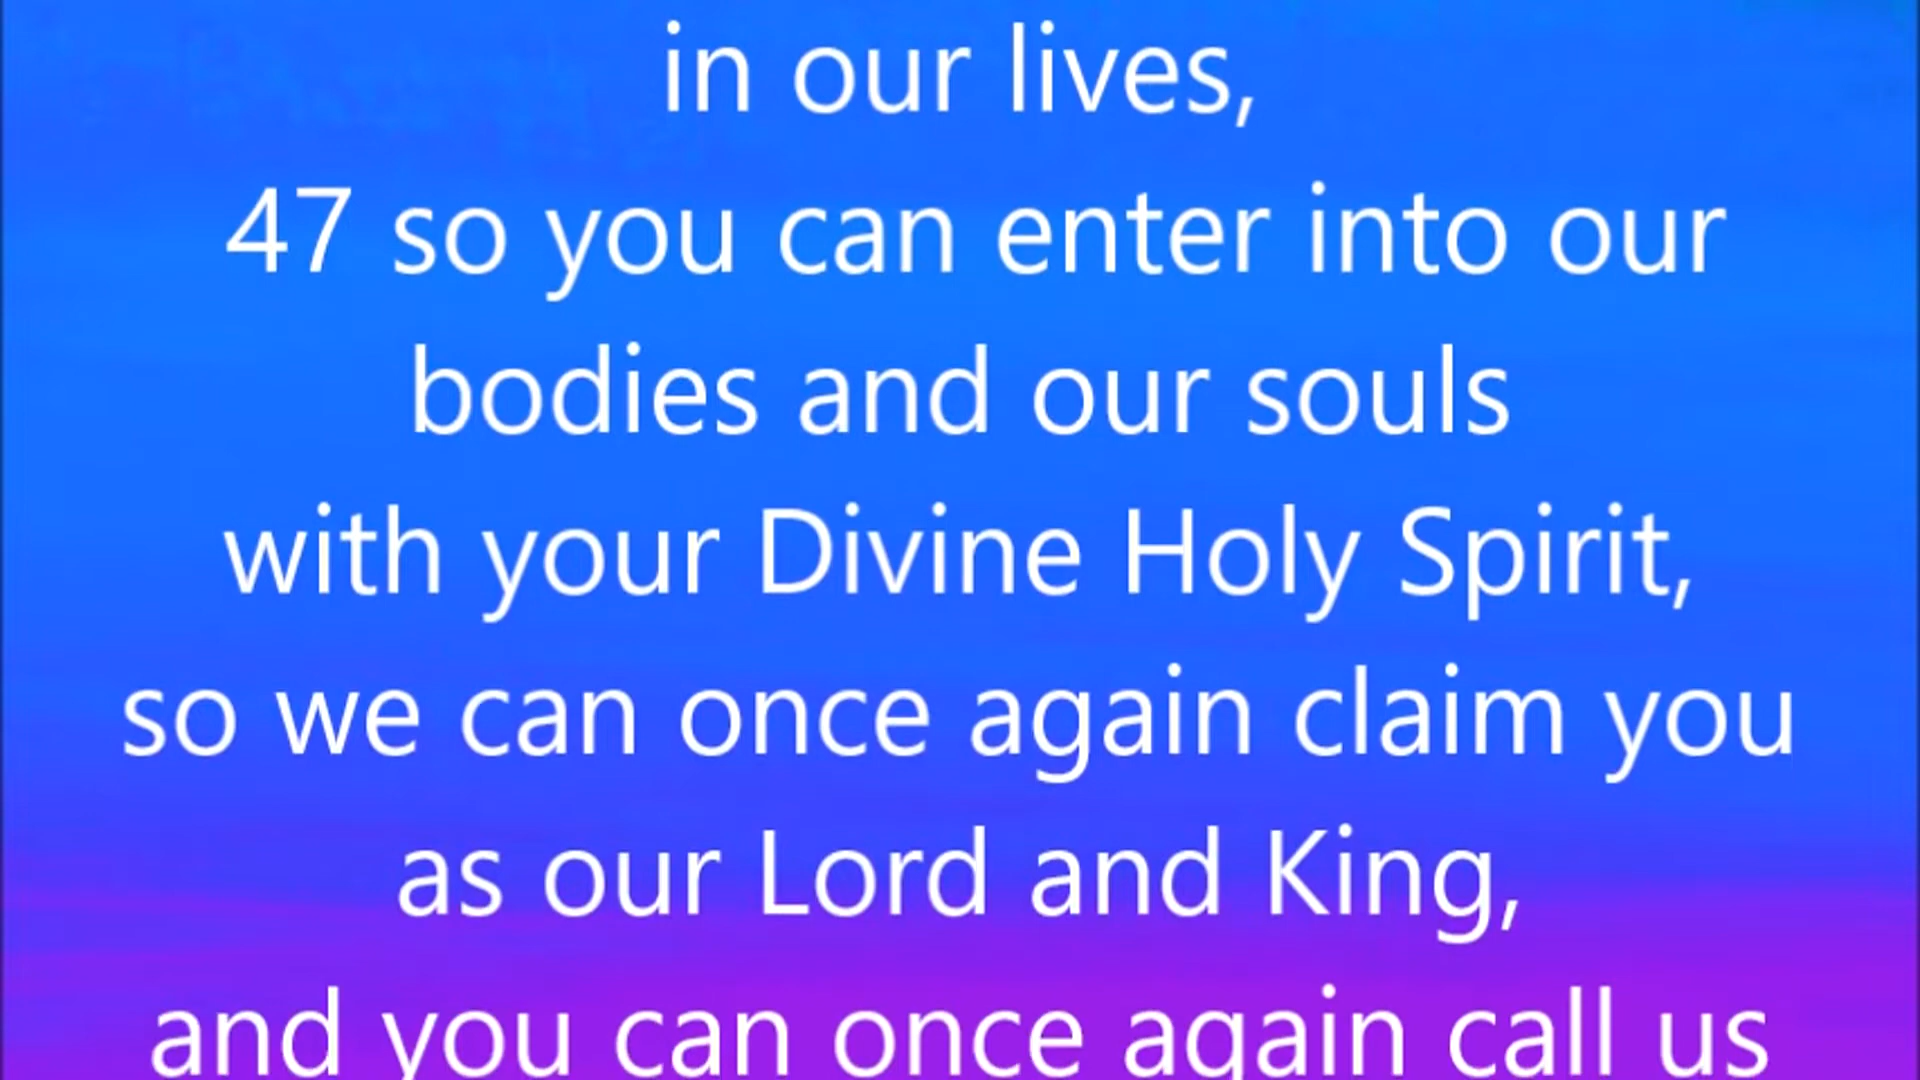 in our lives,
47 so you can enter into our
bodies and our souls
with your Divine Holy Spirit,
so we can once again claim you
as our Lord and King,
and you can once again call us